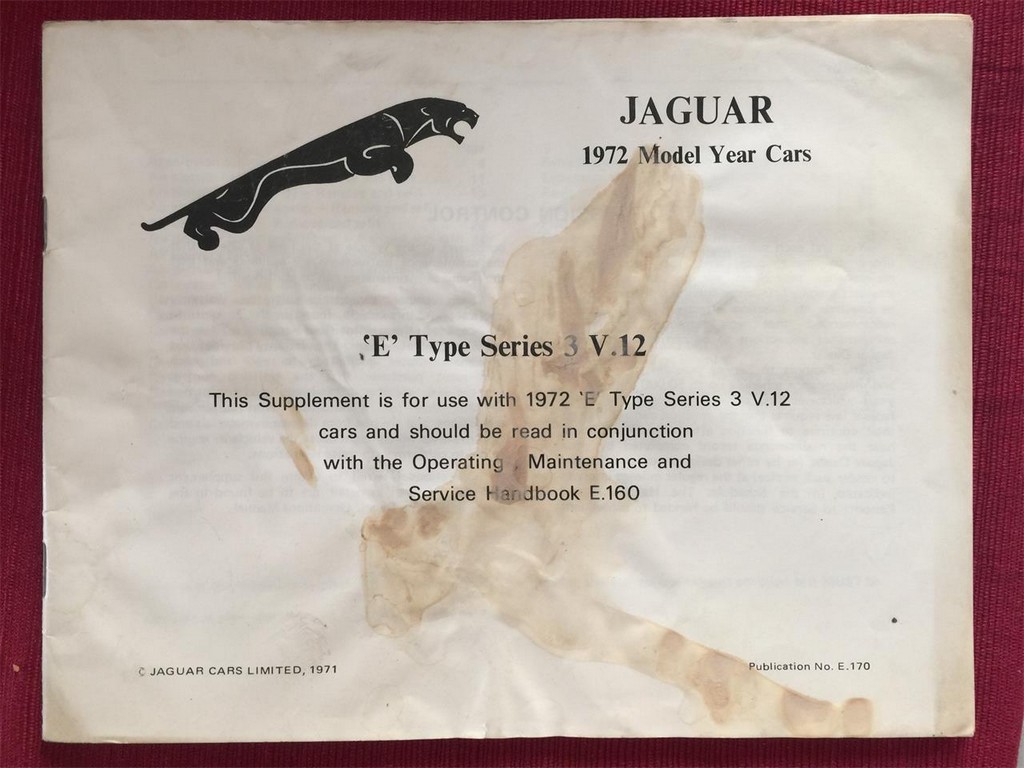 JAGUAR
1972 Model Year Cars
'E' Type Series 3 V.12
This Supplement is for use with 1972 'E' Type Series 3 V.12
cars and should be read in conjunction
with the Operating , Maintenance and
Service Handbook E.160
© JAGUAR CARS LIMITED, 1971
Publication No. E.170